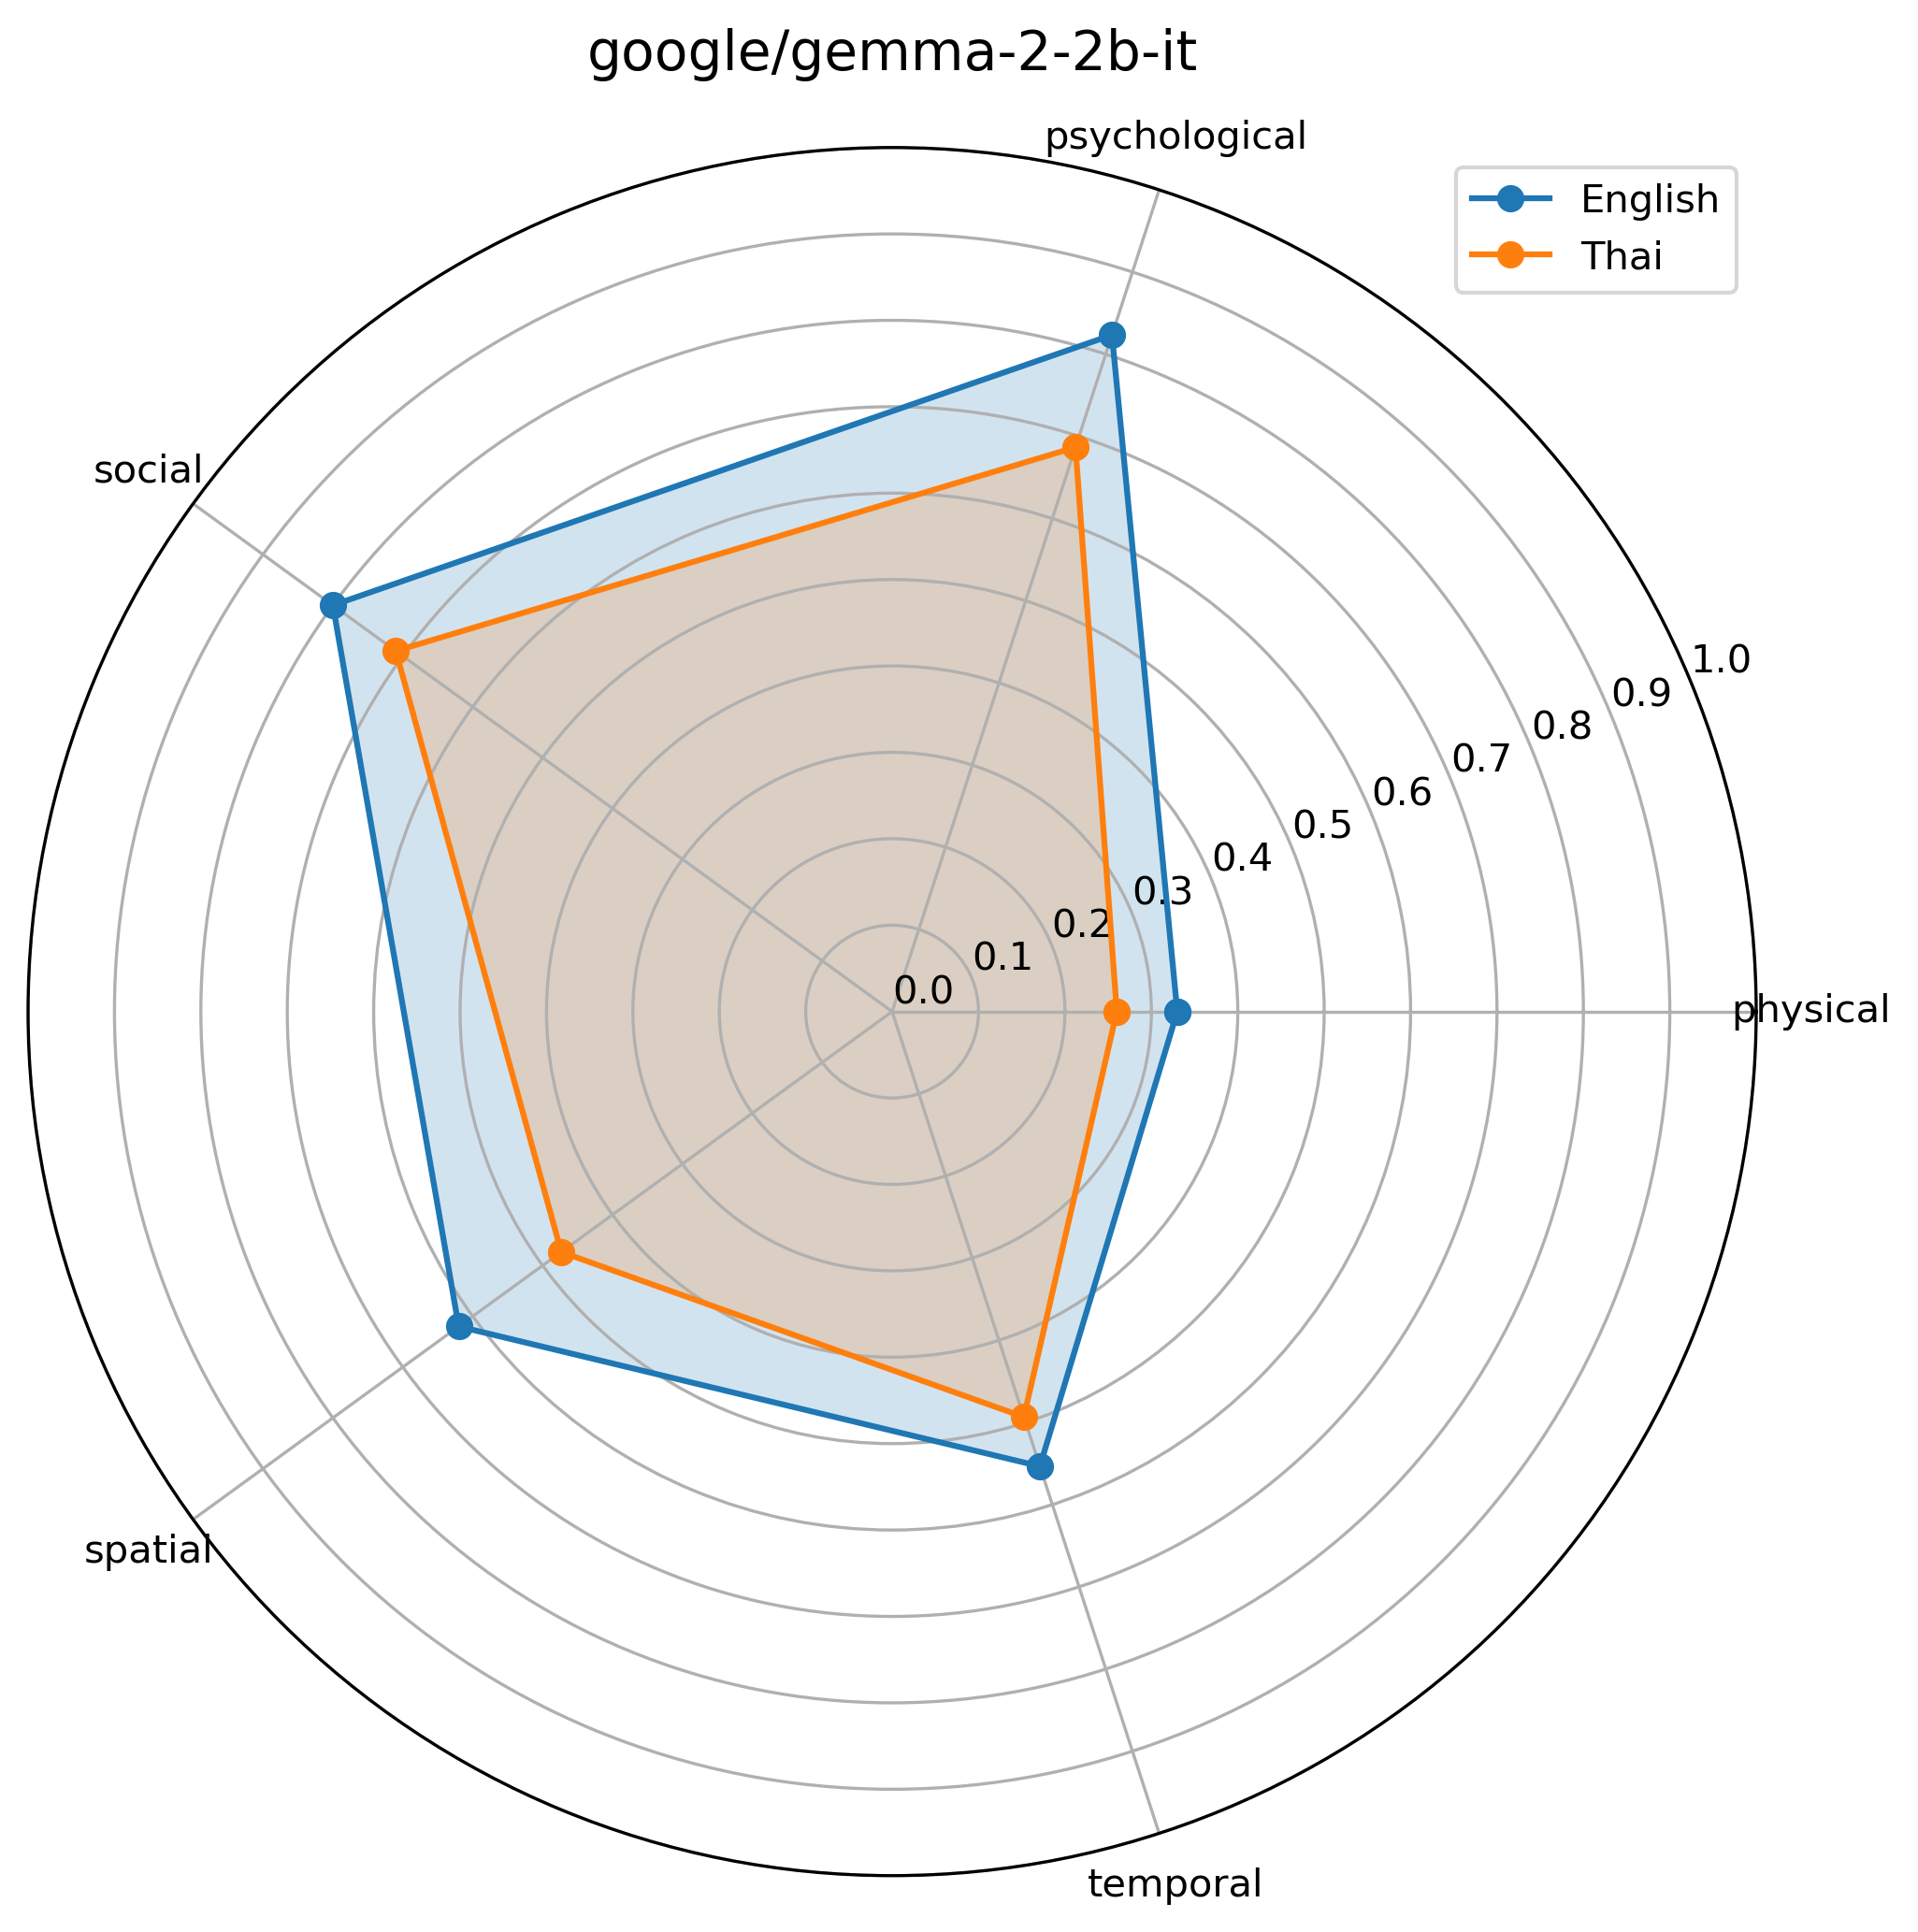 google/gemma-2-2b-it
psychological
English
Thai
social
1.0
0.9
0.8
0.7
0.6
0.5
0.4
0.3
0.2
0.1
0.0
physical
spatial
temporal